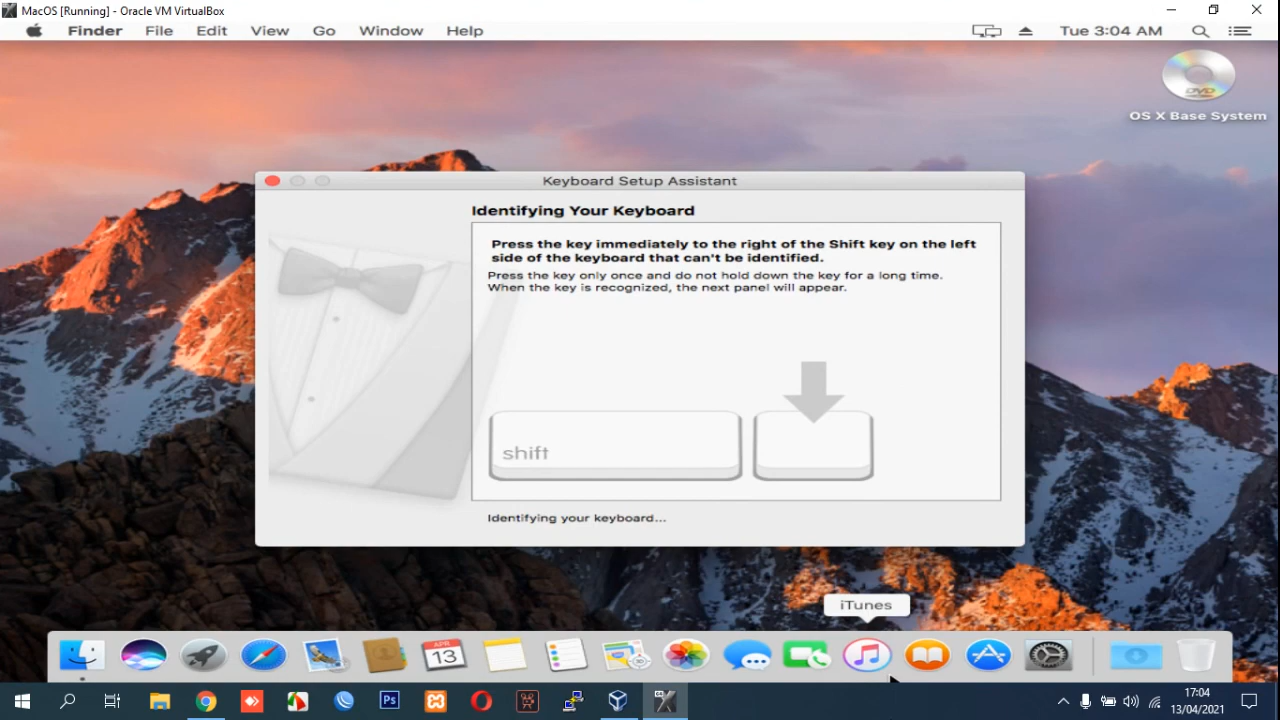 MacOS [Running] - Oracle VM VirtualBox
Finder File Edit View Go Window Help Tue 3:04 AM
DVD
OS X Base System
Keyboard Setup Assistant
Identifying Your Keyboard
Press the key immediately to the right of the Shift key on the left
side of the keyboard that can't be identified.
Press the key only once and do not hold down the key for a long time.
When the key is recognized, the next panel will appear.
shift
Identifying your keyboard...
iTunes
APR
13
Ps
17:04
13/04/2021